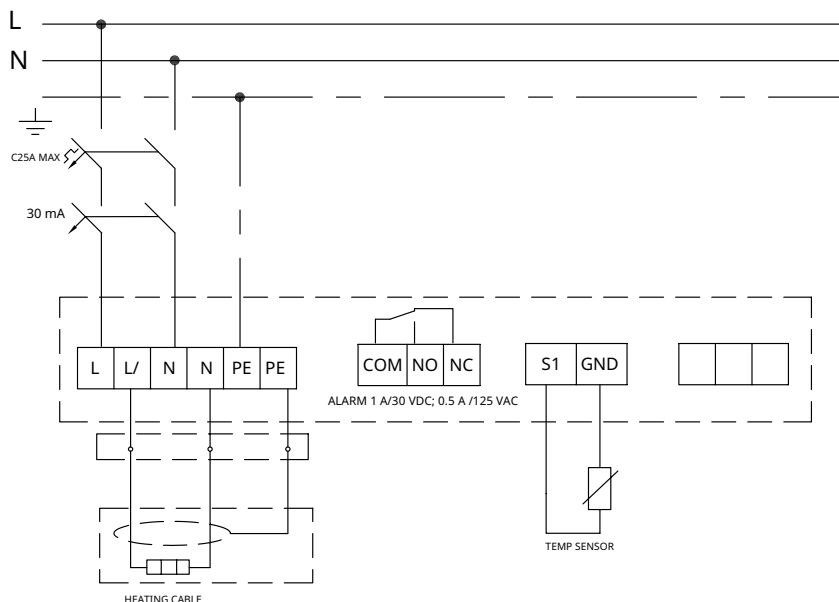 L
N
C25A MAX
30 mA
L L/ N N PE PE
COM NO NC
S1 GND
ALARM 1 A/30 VDC; 0.5 A /125 VAC
TEMP SENSOR
HEATING CABLE